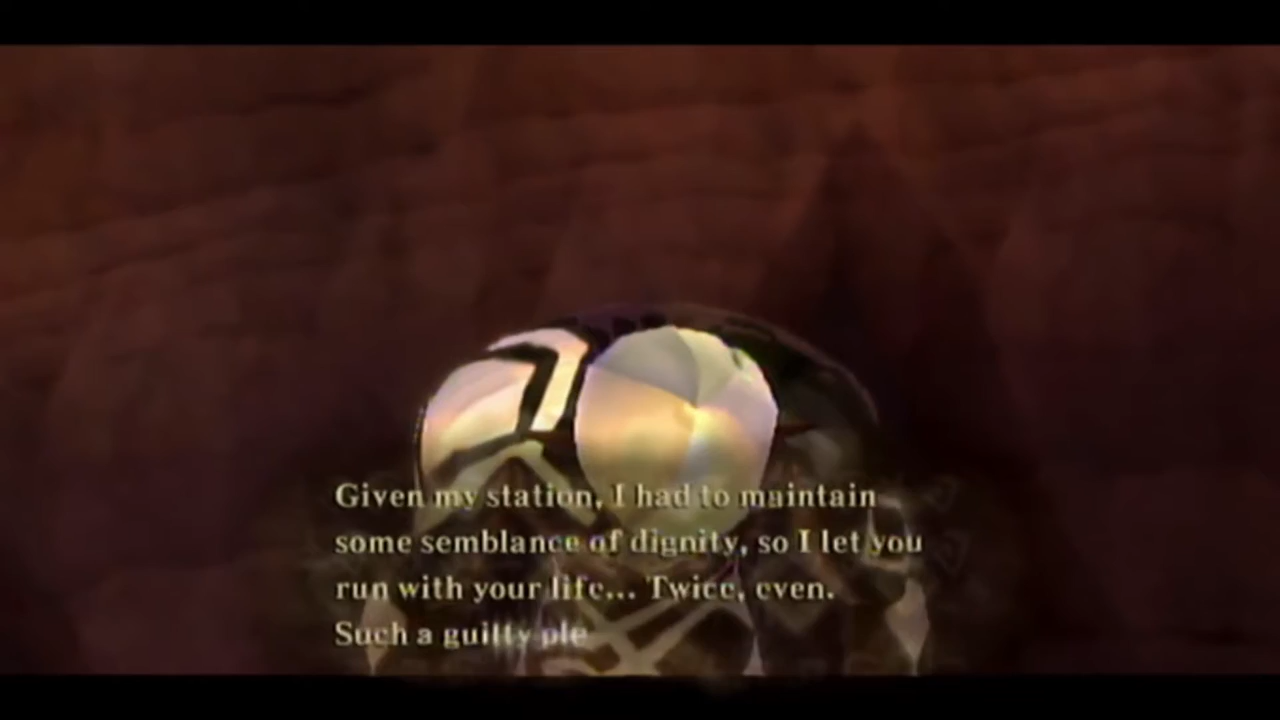 Given my station, I had to maintain
some semblance of dignity, so I let you
run with your life... Twice, even.
Such a guilty ple